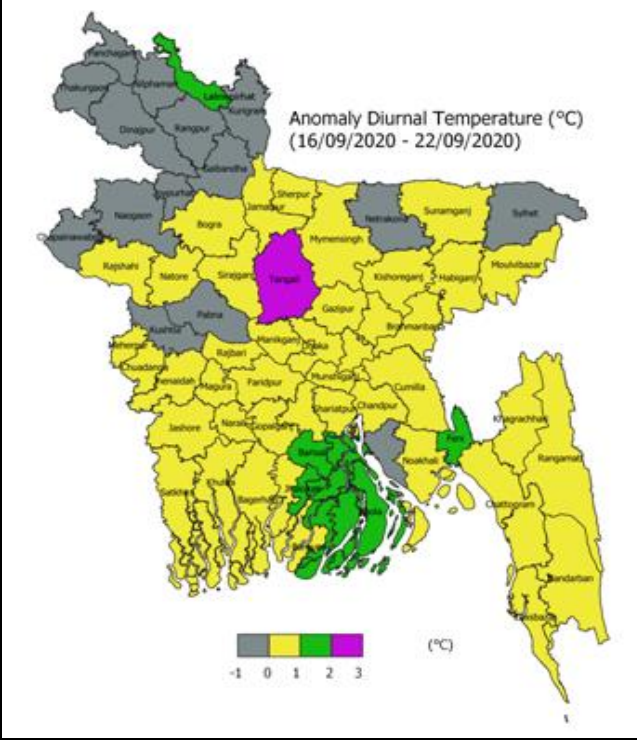 Panchagarh
Thakurgaon
Nilphamari
Lalmonirhat
Kurigram
Dinajpur
Rangpur
Anomaly Diurnal Temperature (°C)
(16/09/2020 - 22/09/2020)
Gaibandha
Joypurhat
Naogaon
Sherpur
Jamalpur
Bogra
Netrakona
Sunamganj
Sylhet
Mymensingh
Rajshahi
Natore
Sirajganj
Tangail
Kishoreganj
Habiganj
Moulvibazar
Pabna
Gazipur
Kushtia
Manikganj
Dhaka
Rajbari
Chuadanga
Magura
Faridpur
Munshiganj
Cumilla
Shariatpur
Chandpur
Khagrachhari
Jashore
Narail
Gopalganj
Barisal
Noakhali
Feni
Rangamati
Satkhira
Khulna
Bagerhat
Bhola
Chattogram
Bandarban
(°C)
-1 0 1 2 3